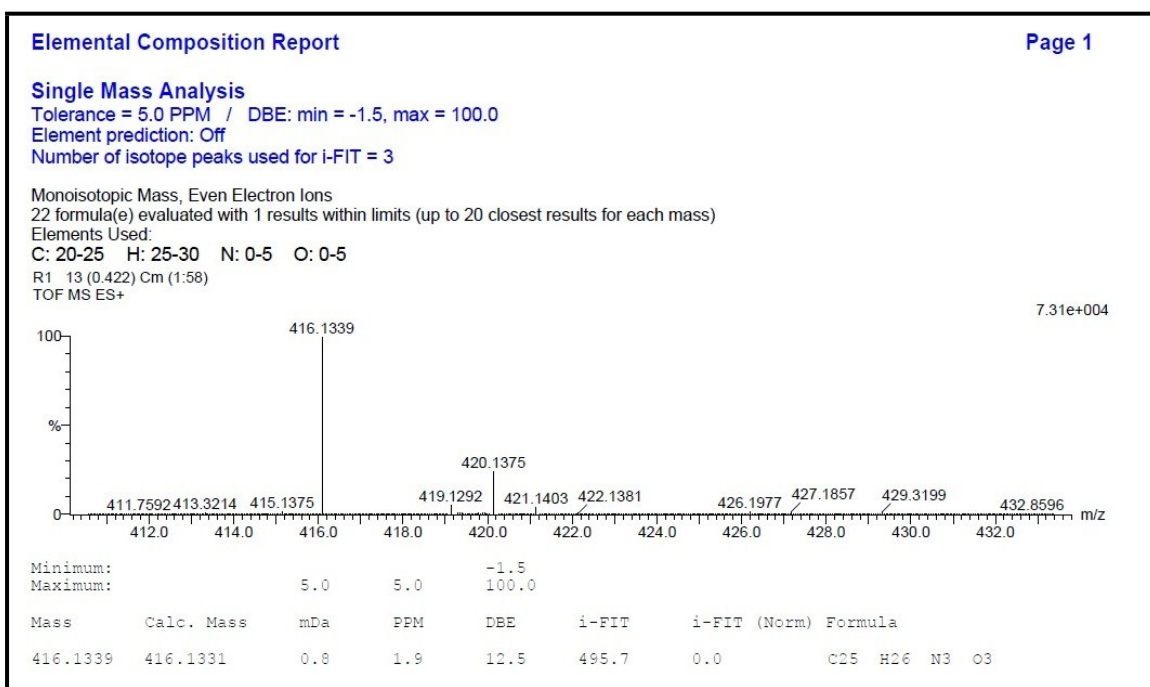 Elemental Composition Report Page 1
Single Mass Analysis
Tolerance = 5.0 PPM / DBE: min = -1.5, max = 100.0
Element prediction: Off
Number of isotope peaks used for i-FIT = 3
Monoisotopic Mass, Even Electron Ions
22 formula(e) evaluated with 1 results within limits (up to 20 closest results for each mass)
Elements Used:
C: 20-25 H: 25-30 N: 0-5 O: 0-5
R1 13 (0.422) Cm (1:58)
TOF MS ES+
7.31e+004
100
416.1339
%
420.1375
411.7592 413.3214 415.1375 419.1292 421.1403 422.1381 426.1977 427.1857 429.3199 432.8596
0
m/z
412.0 414.0 416.0 418.0 420.0 422.0 424.0 426.0 428.0 430.0 432.0
Minimum: -1.5
Maximum: 5.0 5.0 100.0
Mass Calc. Mass mDa PPM DBE i-FIT i-FIT (Norm) Formula
416.1339 416.1331 0.8 1.9 12.5 495.7 0.0 C25 H26 N3 O3